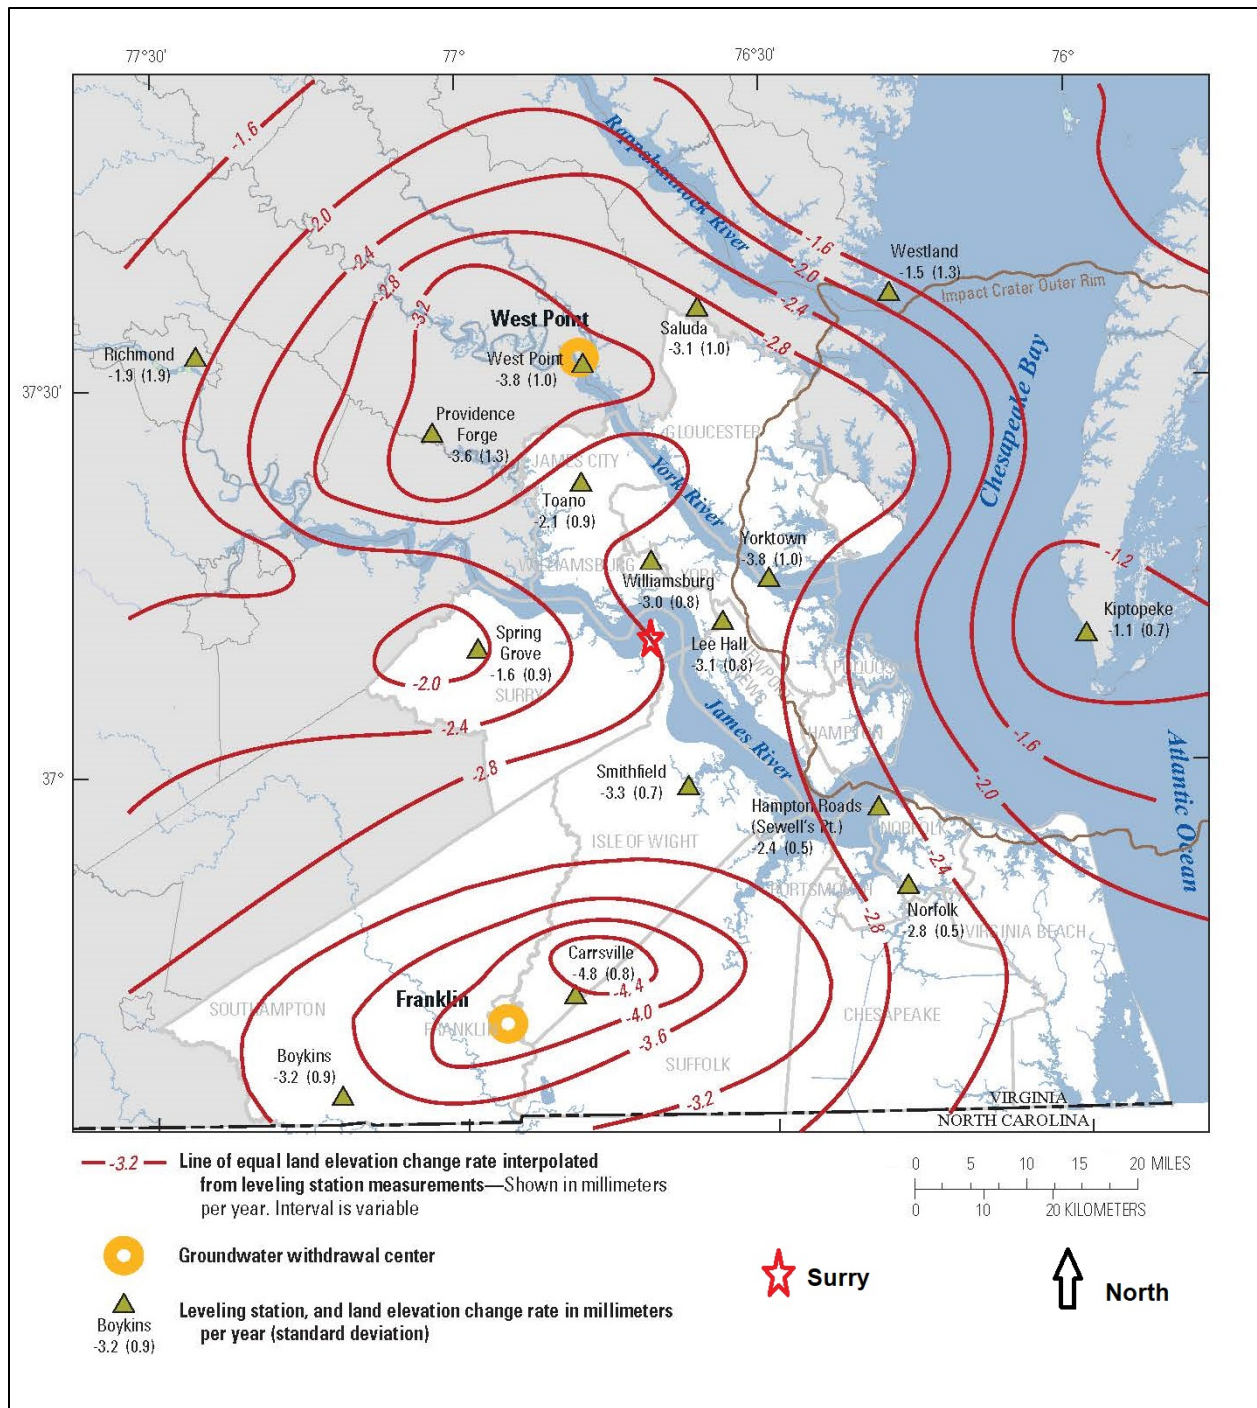 77°30'
77°
76°30'
76°
-1.6
Rappahannock River
-2.0
-1.6
Westland
-1.5 (1.3)
-2.4
-2.0
Impact Crater Outer Rim
-2.8
-2.4
-3.2
West Point
Saluda
-3.1 (1.0)
-2.8
Richmond
-1.9 (1.9)
West Point
-3.8 (1.0)
37°30'
37°30'
Chesapeake Bay
Providence
Forge
-3.6 (1.3)
GLOUCESTER
JAMES CITY
York River
Toano
-2.1 (0.9)
Yorktown
-3.8 (1.0)
-1.2
WILLIAMSBURG
YORK
Williamsburg
-3.0 (0.8)
Kiptopeke
-1.1 (0.7)
Spring
Grove
-1.6 (0.9)
Lee Hall
-3.1 (0.8)
NEWPORT
NEWS
POQUOSON
-2.0
SURRY
James River
-2.4
HAMPTON
-1.6
Atlantic Ocean
-2.8
37°
Smithfield
-3.3 (0.7)
-2.0
Hampton Roads
(Sewell's Pt.)
-2.4 (0.5)
NORFOLK
ISLE OF WIGHT
-2.4
PORTSMOUTH
Norfolk
-2.8 (0.5)
-2.8
VIRGINIA BEACH
Carrsville
-4.8 (0.8)
-4.4
Franklin
-4.0
SOUTHAMPTON
FRANKLIN
CHESAPEAKE
-3.6
Boykins
-3.2 (0.9)
SUFFOLK
-3.2
VIRGINIA
NORTH CAROLINA
-3.2
Line of equal land elevation change rate interpolated
from leveling station measurements—Shown in millimeters
per year. Interval is variable
0 5 10 15 20 MILES
0 10 20 KILOMETERS
Groundwater withdrawal center
Surry
North
Boykins
-3.2 (0.9)
Leveling station, and land elevation change rate in millimeters
per year (standard deviation)